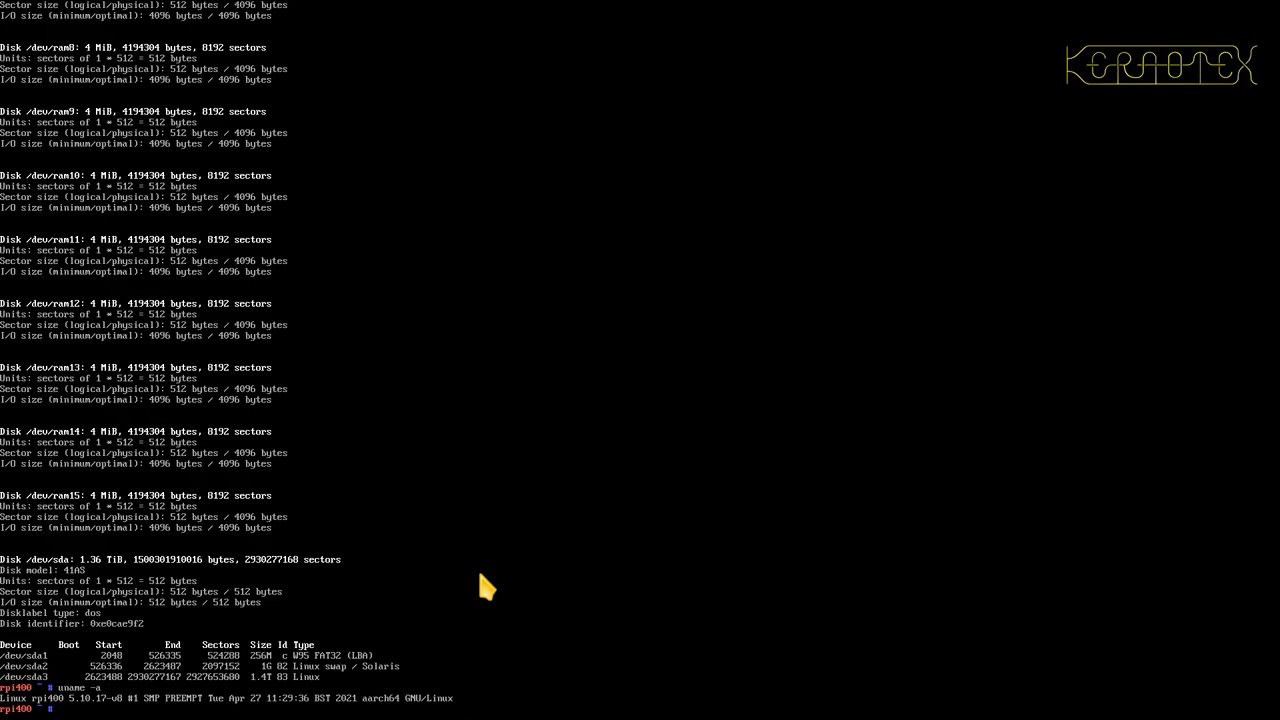 Sector size (logical/physical): 512 bytes / 4096 bytes
I/O size (minimum/optimal): 4096 bytes / 4096 bytes
Disk /dev/ram8: 4 MiB, 4194304 bytes, 8192 sectors
Units: sectors of 1 * 512 = 512 bytes
Sector size (logical/physical): 512 bytes / 4096 bytes
I/O size (minimum/optimal): 4096 bytes / 4096 bytes
KERAOTEX
Disk /dev/ram9: 4 MiB, 4194304 bytes, 8192 sectors
Units: sectors of 1 * 512 = 512 bytes
Sector size (logical/physical): 512 bytes / 4096 bytes
I/O size (minimum/optimal): 4096 bytes / 4096 bytes
Disk /dev/ram10: 4 MiB, 4194304 bytes, 8192 sectors
Units: sectors of 1 * 512 = 512 bytes
Sector size (logical/physical): 512 bytes / 4096 bytes
I/O size (minimum/optimal): 4096 bytes / 4096 bytes
Disk /dev/ram11: 4 MiB, 4194304 bytes, 8192 sectors
Units: sectors of 1 * 512 = 512 bytes
Sector size (logical/physical): 512 bytes / 4096 bytes
I/O size (minimum/optimal): 4096 bytes / 4096 bytes
Disk /dev/ram12: 4 MiB, 4194304 bytes, 8192 sectors
Units: sectors of 1 * 512 = 512 bytes
Sector size (logical/physical): 512 bytes / 4096 bytes
I/O size (minimum/optimal): 4096 bytes / 4096 bytes
Disk /dev/ram13: 4 MiB, 4194304 bytes, 8192 sectors
Units: sectors of 1 * 512 = 512 bytes
Sector size (logical/physical): 512 bytes / 4096 bytes
I/O size (minimum/optimal): 4096 bytes / 4096 bytes
Disk /dev/ram14: 4 MiB, 4194304 bytes, 8192 sectors
Units: sectors of 1 * 512 = 512 bytes
Sector size (logical/physical): 512 bytes / 4096 bytes
I/O size (minimum/optimal): 4096 bytes / 4096 bytes
Disk /dev/ram15: 4 MiB, 4194304 bytes, 8192 sectors
Units: sectors of 1 * 512 = 512 bytes
Sector size (logical/physical): 512 bytes / 4096 bytes
I/O size (minimum/optimal): 4096 bytes / 4096 bytes
Disk /dev/sda: 1.36 TiB, 1500301910016 bytes, 2930277168 sectors
Disk model: 41AS
Units: sectors of 1 * 512 = 512 bytes
Sector size (logical/physical): 512 bytes / 512 bytes
I/O size (minimum/optimal): 512 bytes / 512 bytes
Disklabel type: dos
Disk identifier: 0xe0cae9f2
Device Boot Start End Sectors Size Id Type
/dev/sda1 2048 526335 524288 256M c W95 FAT32 (LBA)
/dev/sda2 526336 2623487 2097152 1G 82 Linux swap / Solaris
/dev/sda3 2623488 2930277167 2927653680 1.4T 83 Linux
rpi400 ~ # uname -a
Linux rpi400 5.10.17-v8 #1 SMP PREEMPT Tue Apr 27 11:29:36 BST 2021 aarch64 GNU/Linux
rpi400 ~ #